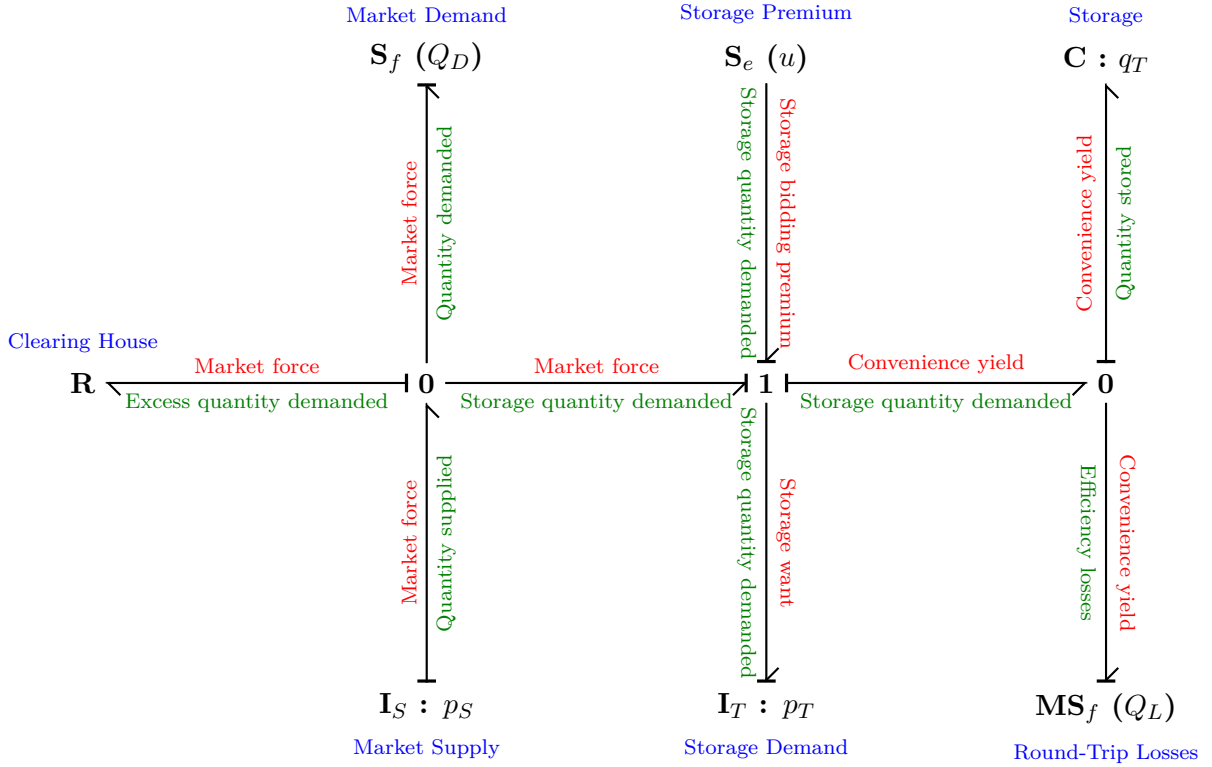 Market Demand
Storage Premium
Storage
S_f (Q_D)
S_e (u)
C : q_T
Market force
Quantity demanded
Storage quantity demanded
Storage bidding premium
Convenience yield
Quantity stored
Clearing House
R
Market force
Excess quantity demanded
0
Market force
Storage quantity demanded
1
Convenience yield
Storage quantity demanded
0
Market force
Quantity supplied
Storage quantity demanded
Storage want
Efficiency losses
Convenience yield
I_S : p_S
I_T : p_T
MS_f (Q_L)
Market Supply
Storage Demand
Round-Trip Losses